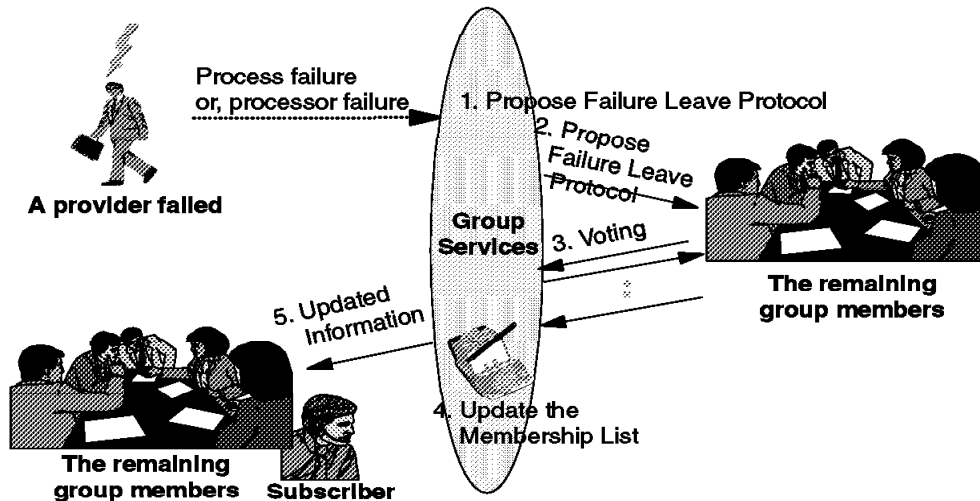 Process failure
or, processor failure
1. Propose Failure Leave Protocol
2. Propose
Failure Leave
Protocol
A provider failed
Group
Services
3. Voting
The remaining
group members
5. Updated
Information
4. Update the
Membership List
The remaining
group members
Subscriber